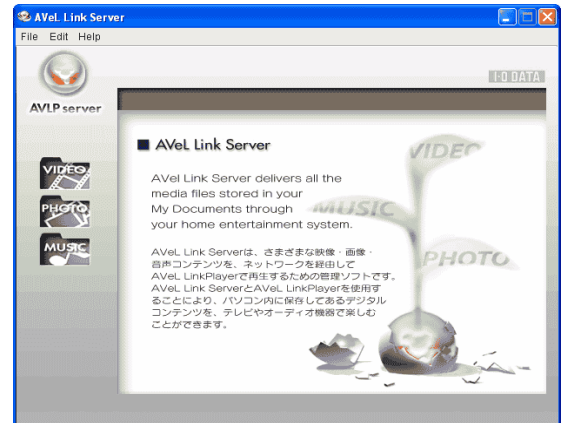 AVeL Link Server
File Edit Help
I-O DATA
AVLP server
■ AVeL Link Server
VIDEO
VIDEO
AVel Link Server delivers all the
media files stored in your
My Documents through
your home entertainment system.
MUSIC
PHOTO
MUSIC
PHOTO
AVeL Link Serverは、さまざまな映像・画像・
音声コンテンツを、ネットワークを経由して
AVeL LinkPlayerで再生するための管理ソフトです。
AVeL Link ServerとAVeL LinkPlayerを使用す
ることにより、パソコン内に保存してあるデジタル
コンテンツを、テレビやオーディオ機器で楽しむ
ことができます。